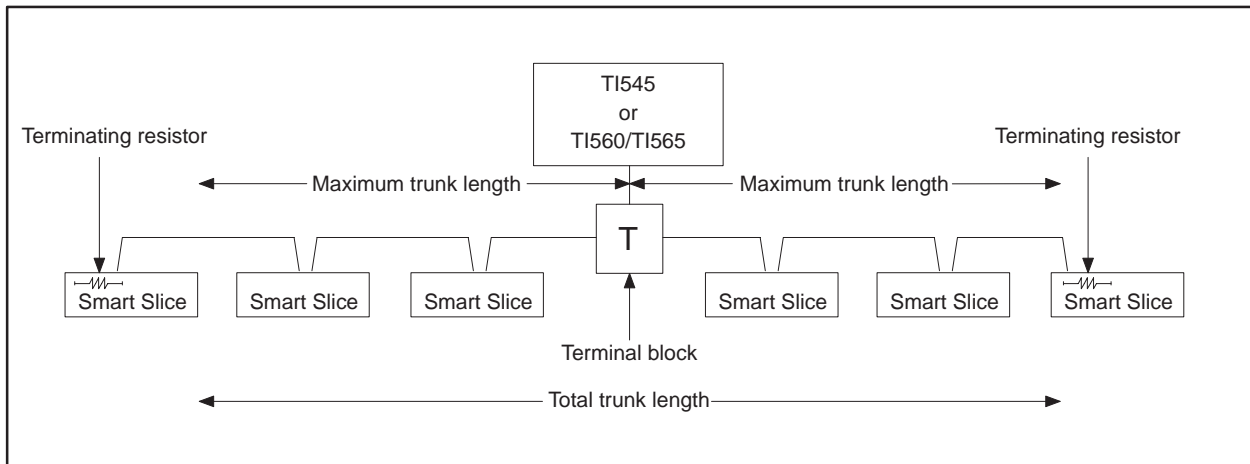 TI545
or
TI560/TI565
Terminating resistor
Terminating resistor
Maximum trunk length
Maximum trunk length
T
Smart Slice
Smart Slice
Smart Slice
Smart Slice
Smart Slice
Smart Slice
Terminal block
Total trunk length